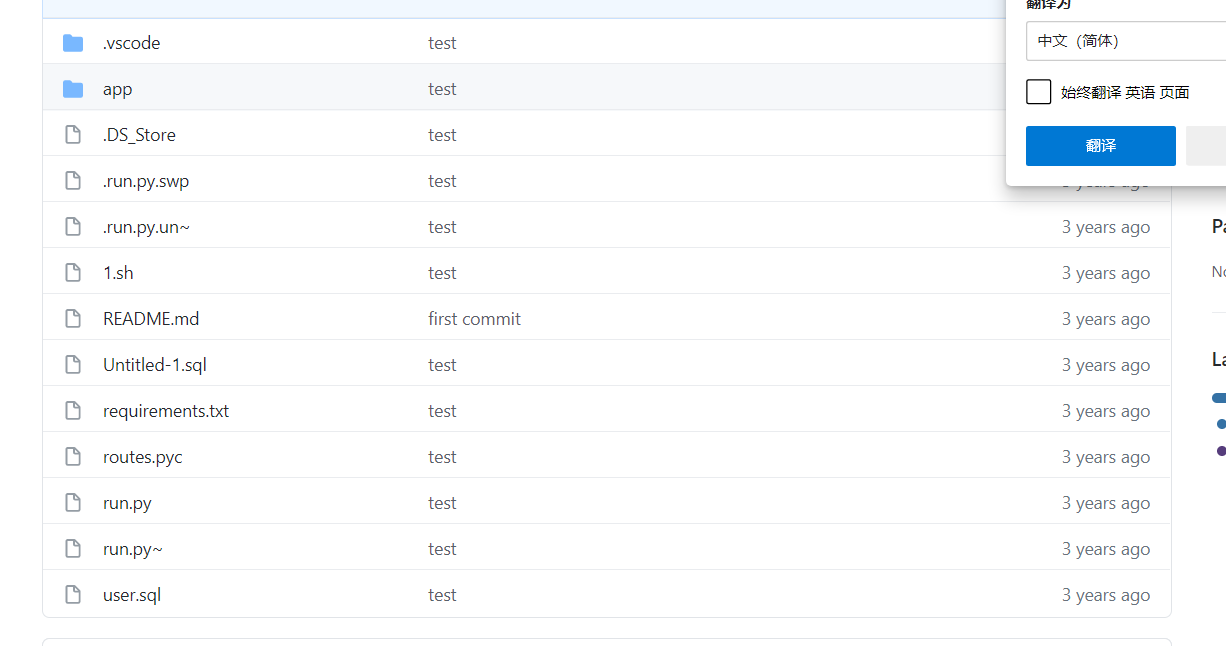 翻译为
中文（简体）
始终翻译 英语 页面
翻译
.vscode test
app test
.DS_Store test
.run.py.swp test
.run.py.un~ test 3 years ago
1.sh test 3 years ago
README.md first commit 3 years ago
Untitled-1.sql test 3 years ago
requirements.txt test 3 years ago
routes.pyc test 3 years ago
run.py test 3 years ago
run.py~ test 3 years ago
user.sql test 3 years ago